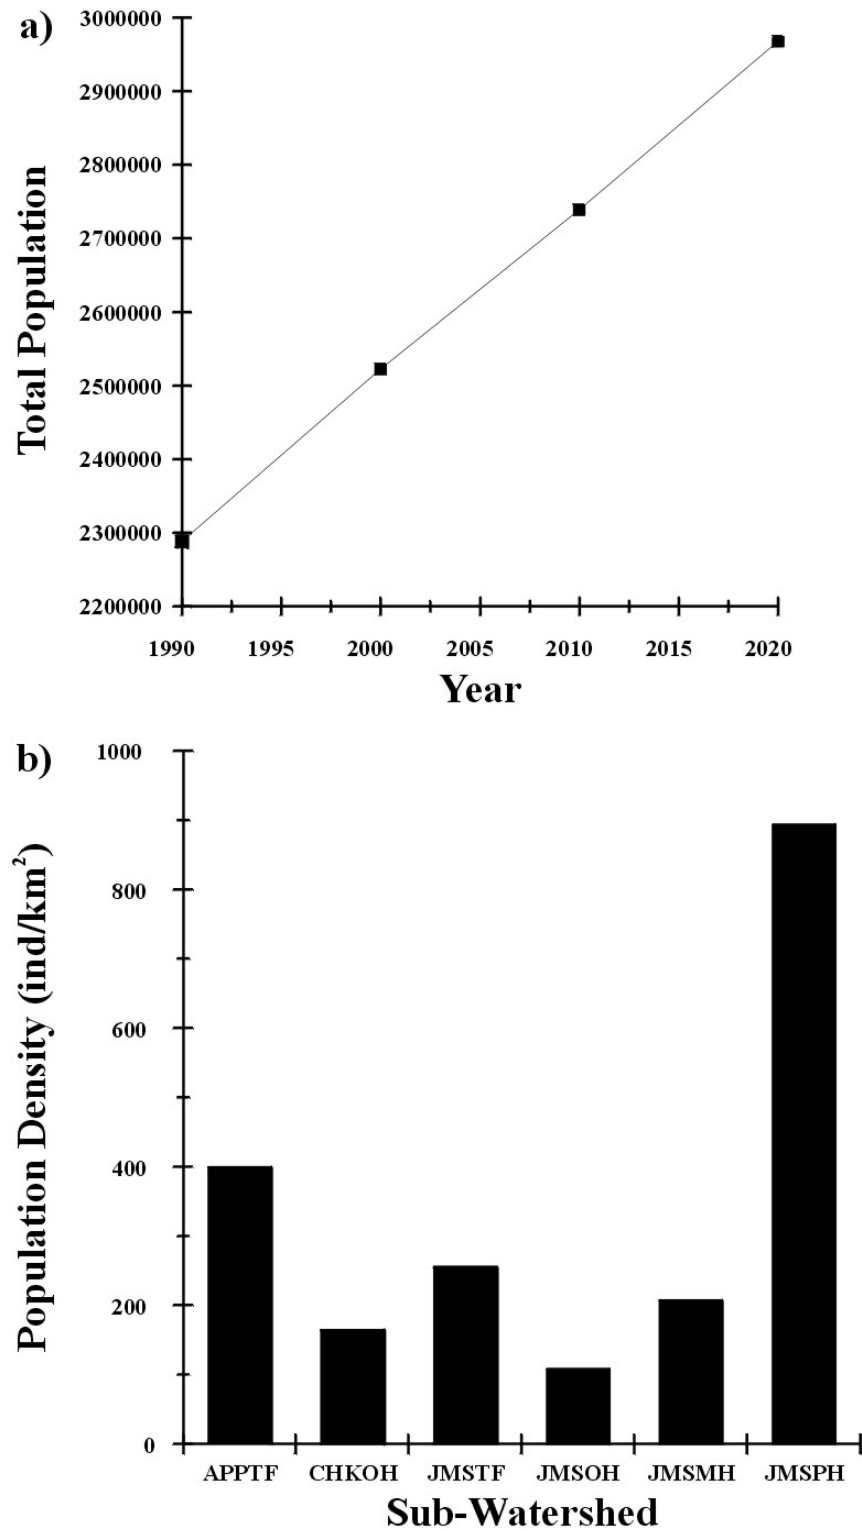 a)
3000000
2900000
2800000
2700000
2600000
2500000
2400000
2300000
2200000
Total Population
1990 1995 2000 2005 2010 2015 2020
Year
b)
1000
800
600
400
200
0
Population Density (ind/km²)
APPTF CHKOH JMSTF JMSOH JMSMH JMSPH
Sub-Watershed